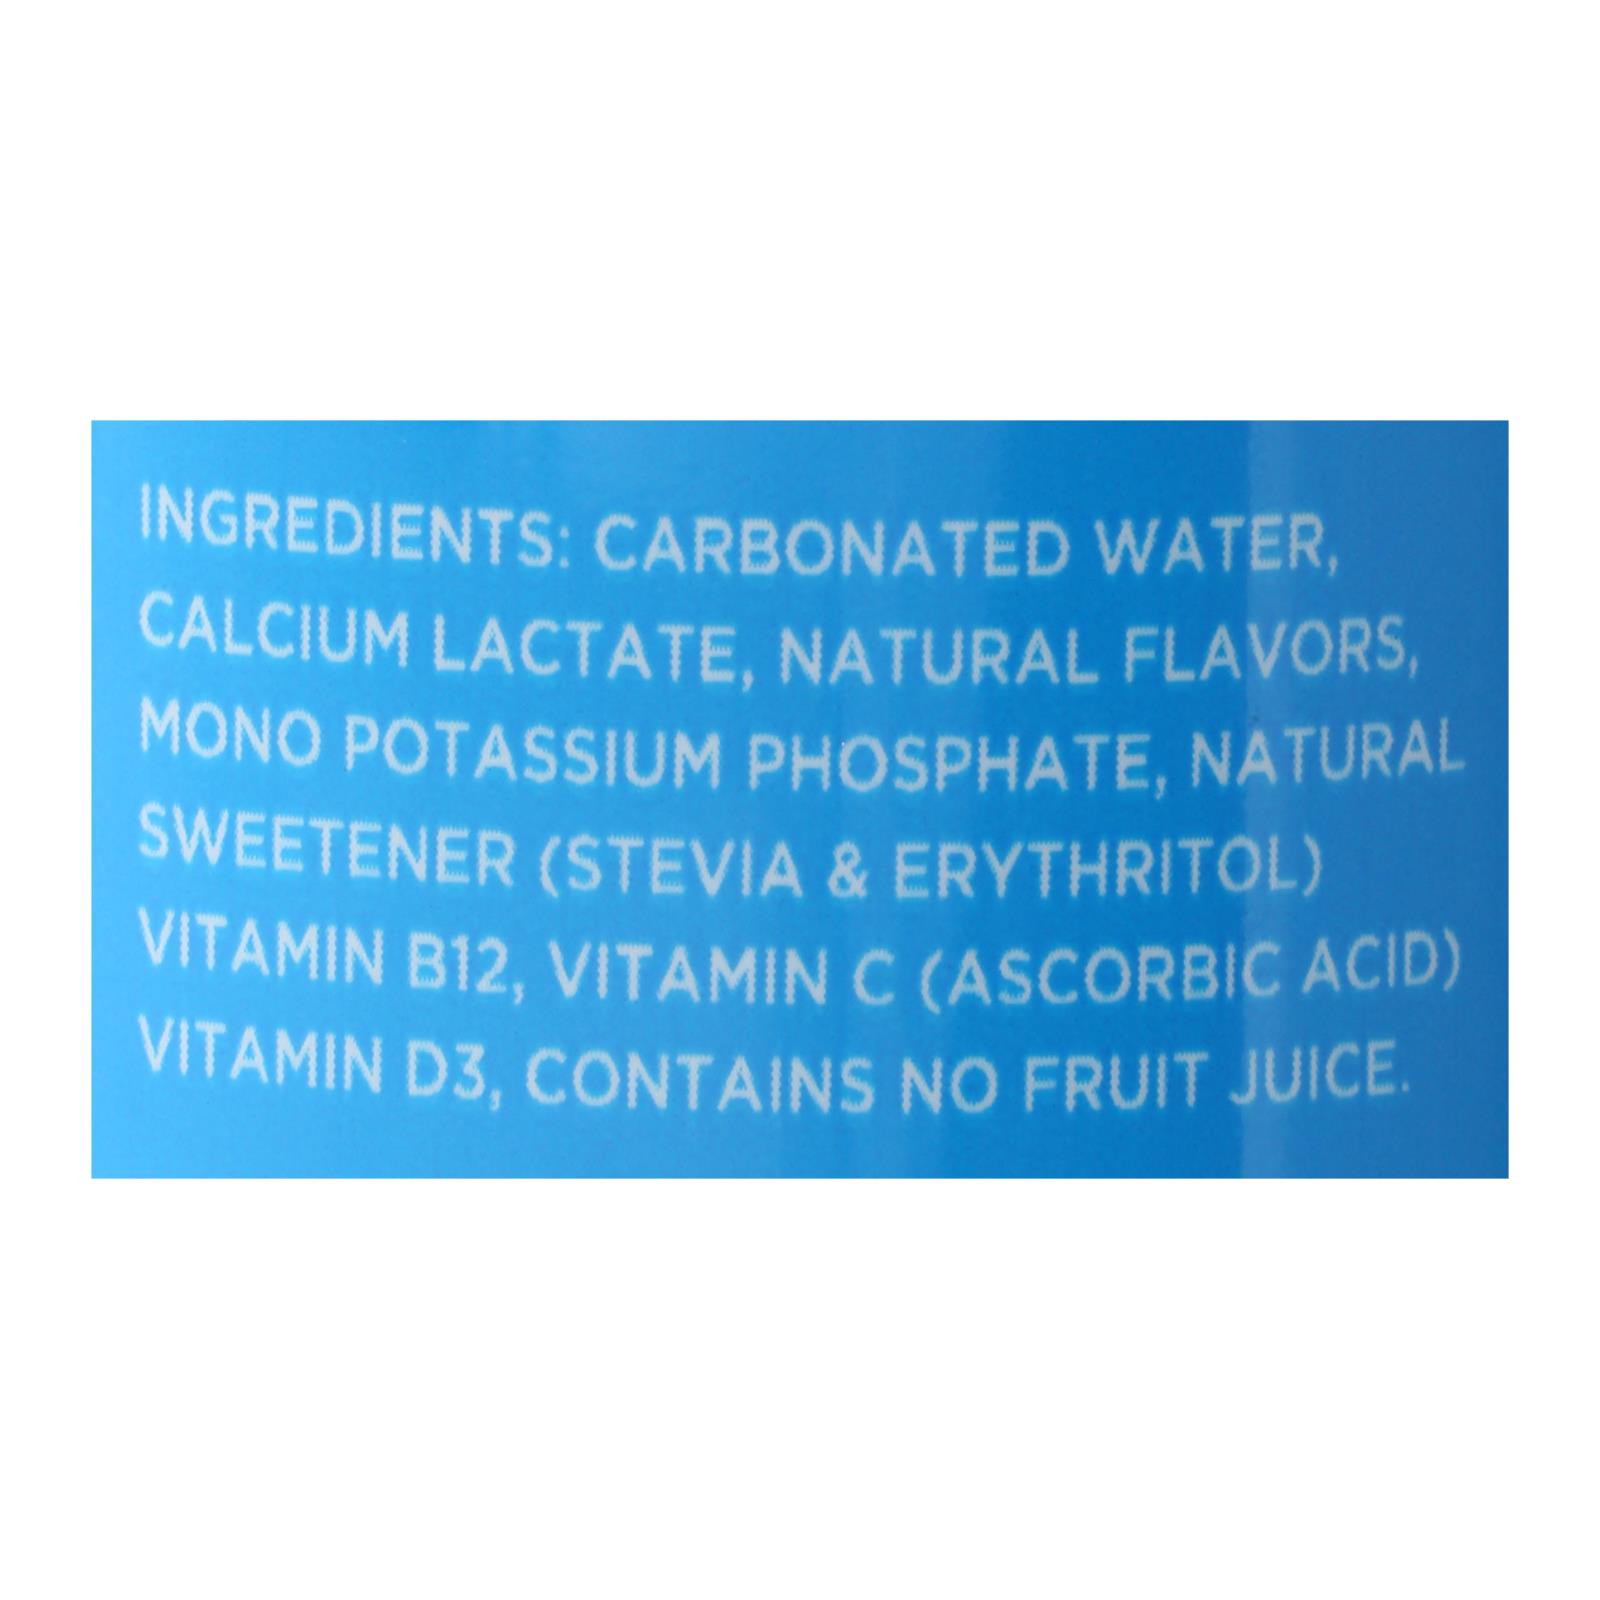 INGREDIENTS: CARBONATED WATER,
CALCIUM LACTATE, NATURAL FLAVORS,
MONO POTASSIUM PHOSPHATE, NATURAL
SWEETENER (STEVIA & ERYTHRITOL)
VITAMIN B12, VITAMIN C (ASCORBIC ACID)
VITAMIN D3, CONTAINS NO FRUIT JUICE.